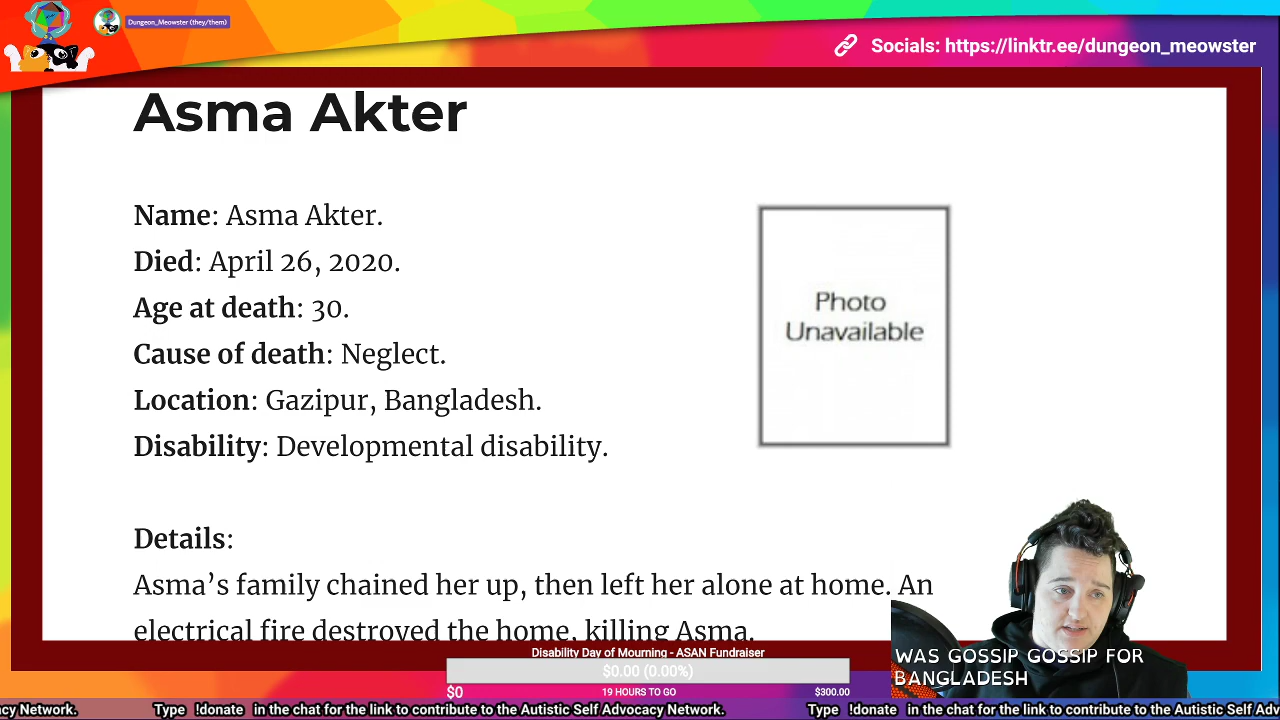 Dungeon_Meowster (they/them)
Socials: https://linktr.ee/dungeon_meowster
Asma Akter
Name: Asma Akter.
Died: April 26, 2020.
Age at death: 30.
Cause of death: Neglect.
Location: Gazipur, Bangladesh.
Disability: Developmental disability.
Photo
Unavailable
Details:
Asma’s family chained her up, then left her alone at home. An
electrical fire destroyed the home, killing Asma.
WAS GOSSIP GOSSIP FOR
BANGLADESH
Disability Day of Mourning - ASAN Fundraiser
$0.00 (0.00%)
$0 19 HOURS TO GO $300.00
cy Network. Type !donate in the chat for the link to contribute to the Autistic Self Advocacy Network. Type !donate in the chat for the link to contribute to the Autistic Self Adv